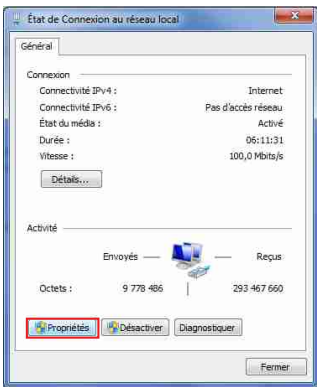 État de Connexion au réseau local
Général
Connexion
Connectivité IPv4 : Internet
Connectivité IPv6 : Pas d'accès réseau
État du média : Activé
Durée : 06:11:31
Vitesse : 100,0 Mbits/s
Détails...
Activité
Envoyés — — Reçus
Octets : 9 778 486 | 293 467 660
Propriétés Désactiver Diagnostiquer
Fermer